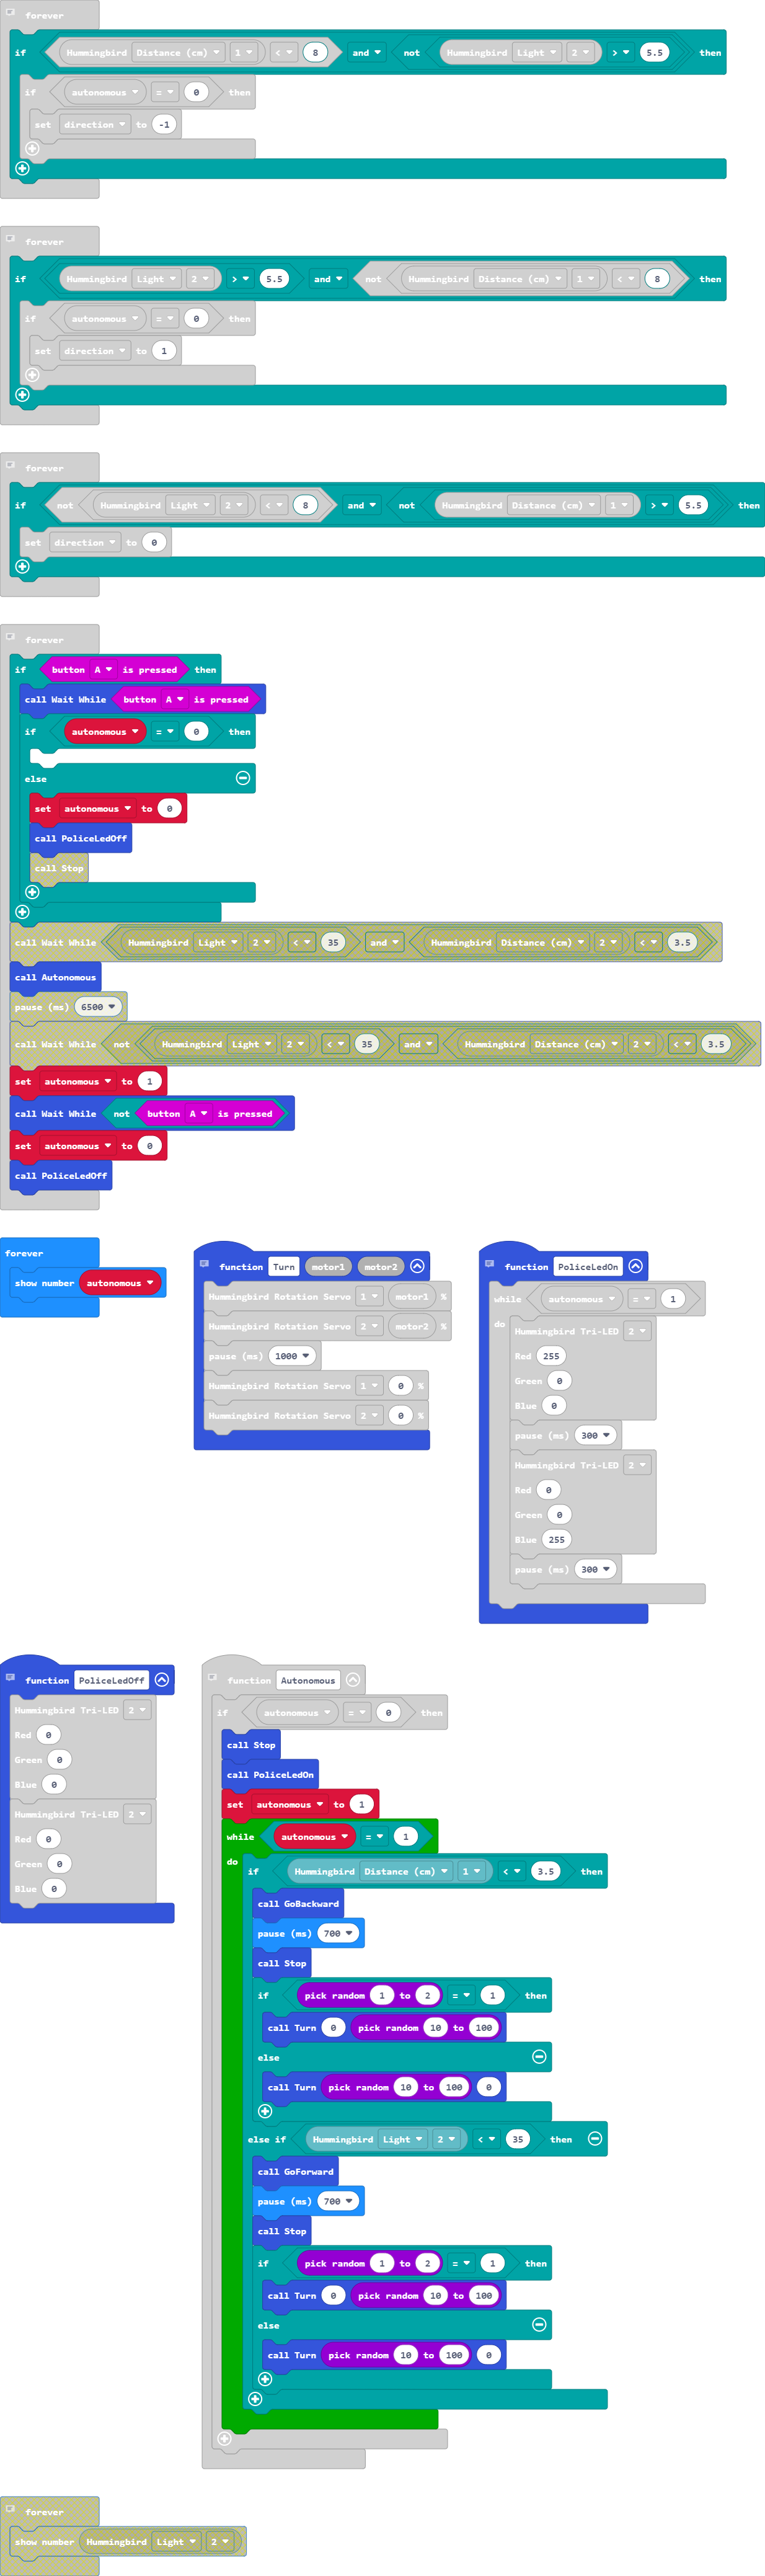 forever
if Hummingbird Distance (cm) 1 < 8 and not Hummingbird Light 2 > 5.5 then
if autonomous = 0 then
set direction to -1
forever
if Hummingbird Light 2 > 5.5 and not Hummingbird Distance (cm) 1 < 8 then
if autonomous = 0 then
set direction to 1
forever
if not Hummingbird Light 2 < 8 and not Hummingbird Distance (cm) 1 > 5.5 then
set direction to 0
forever
if button A is pressed then
call Wait While button A is pressed
if autonomous = 0 then
else
set autonomous to 0
call PoliceLedOff
call Stop
call Wait While Hummingbird Light 2 < 35 and Hummingbird Distance (cm) 2 < 3.5
call Autonomous
pause (ms) 6500
call Wait While not Hummingbird Light 2 < 35 and Hummingbird Distance (cm) 2 < 3.5
set autonomous to 1
call Wait While not button A is pressed
set autonomous to 0
call PoliceLedOff
forever
show number autonomous
function Turn motor1 motor2
Hummingbird Rotation Servo 1 motor1 %
Hummingbird Rotation Servo 2 motor2 %
pause (ms) 1000
Hummingbird Rotation Servo 1 0 %
Hummingbird Rotation Servo 2 0 %
function PoliceLedOn
while autonomous = 1
do
Hummingbird Tri-LED 2
Red 255
Green 0
Blue 0
pause (ms) 300
Hummingbird Tri-LED 2
Red 0
Green 0
Blue 255
pause (ms) 300
function PoliceLedOff
Hummingbird Tri-LED 2
Red 0
Green 0
Blue 0
Hummingbird Tri-LED 2
Red 0
Green 0
Blue 0
function Autonomous
if autonomous = 0 then
call Stop
call PoliceLedOn
set autonomous to 1
while autonomous = 1
do
if Hummingbird Distance (cm) 1 < 3.5 then
call GoBackward
pause (ms) 700
call Stop
if pick random 1 to 2 = 1 then
call Turn 0 pick random 10 to 100
else
call Turn pick random 10 to 100 0
else if Hummingbird Light 2 < 35 then
call GoForward
pause (ms) 700
call Stop
if pick random 1 to 2 = 1 then
call Turn 0 pick random 10 to 100
else
call Turn pick random 10 to 100 0
forever
show number Hummingbird Light 2